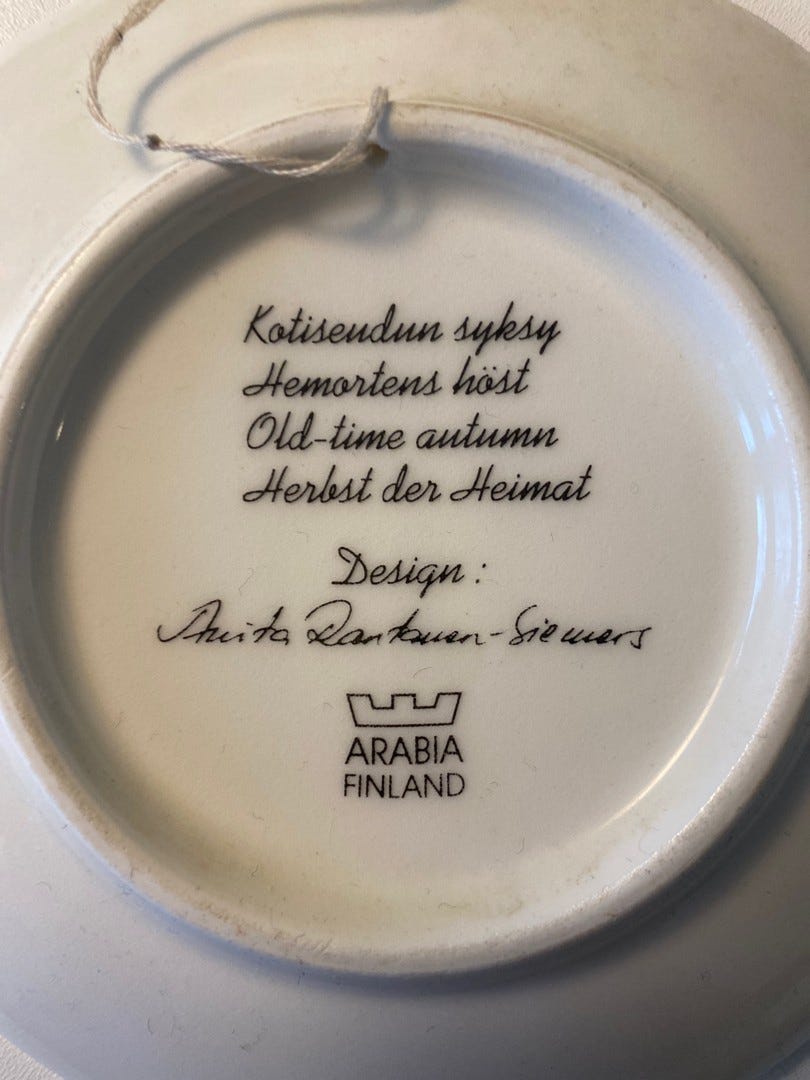 Kotiseudun syksy
Hemortens höst
Old-time autumn
Herbst der Heimat
Design :
Anita Rantanen-Siemers
ARABIA
FINLAND